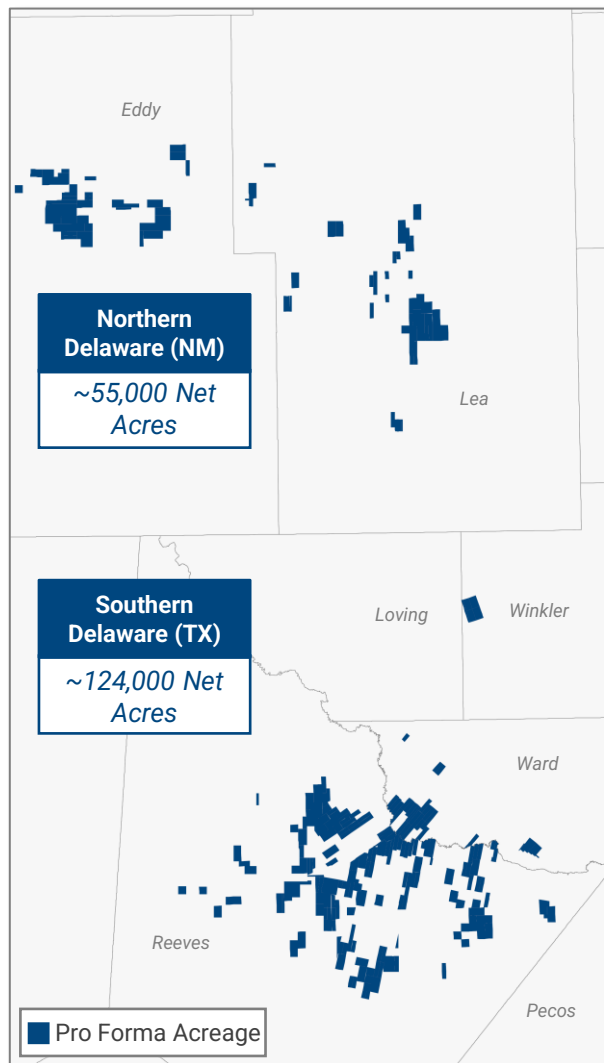 Eddy
Northern
Delaware (NM)
~55,000 Net
Acres
Lea
Southern
Delaware (TX)
~124,000 Net
Acres
Loving
Winkler
Ward
Reeves
Pecos
Pro Forma Acreage